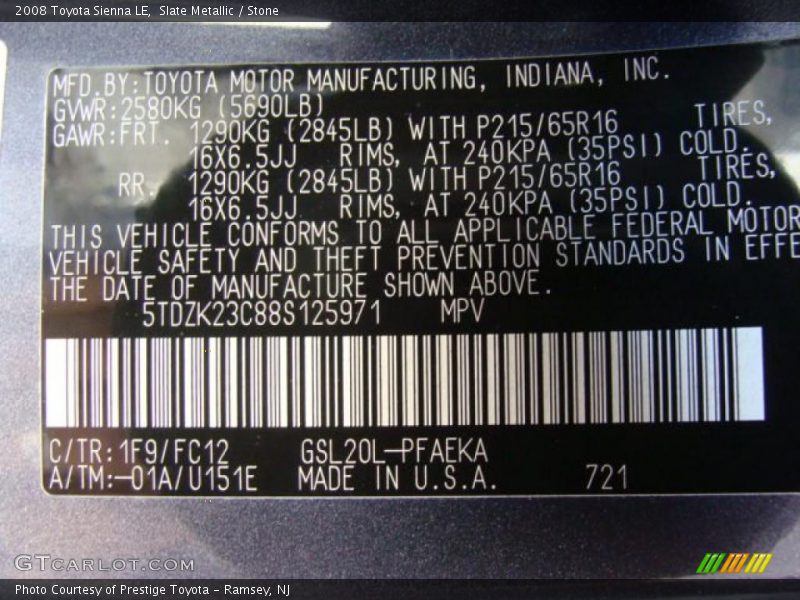 2008 Toyota Sienna LE,  Slate Metallic / Stone
MFD.BY:TOYOTA MOTOR MANUFACTURING, INDIANA, INC.
GVWR:2580KG (5690LB)
GAWR:FRT. 1290KG (2845LB) WITH P215/65R16 TIRES,
16X6.5JJ RIMS, AT 240KPA (35PSI) COLD.
RR. 1290KG (2845LB) WITH P215/65R16 TIRES,
16X6.5JJ RIMS, AT 240KPA (35PSI) COLD.
THIS VEHICLE CONFORMS TO ALL APPLICABLE FEDERAL MOTOR
VEHICLE SAFETY AND THEFT PREVENTION STANDARDS IN EFFE
THE DATE OF MANUFACTURE SHOWN ABOVE.
5TDZK23C88S125971 MPV
C/TR:1F9/FC12 GSL20L-PFAEKA
A/TM:-01A/U151E MADE IN U.S.A. 721
GTCARLOT.COM
Photo Courtesy of Prestige Toyota - Ramsey, NJ